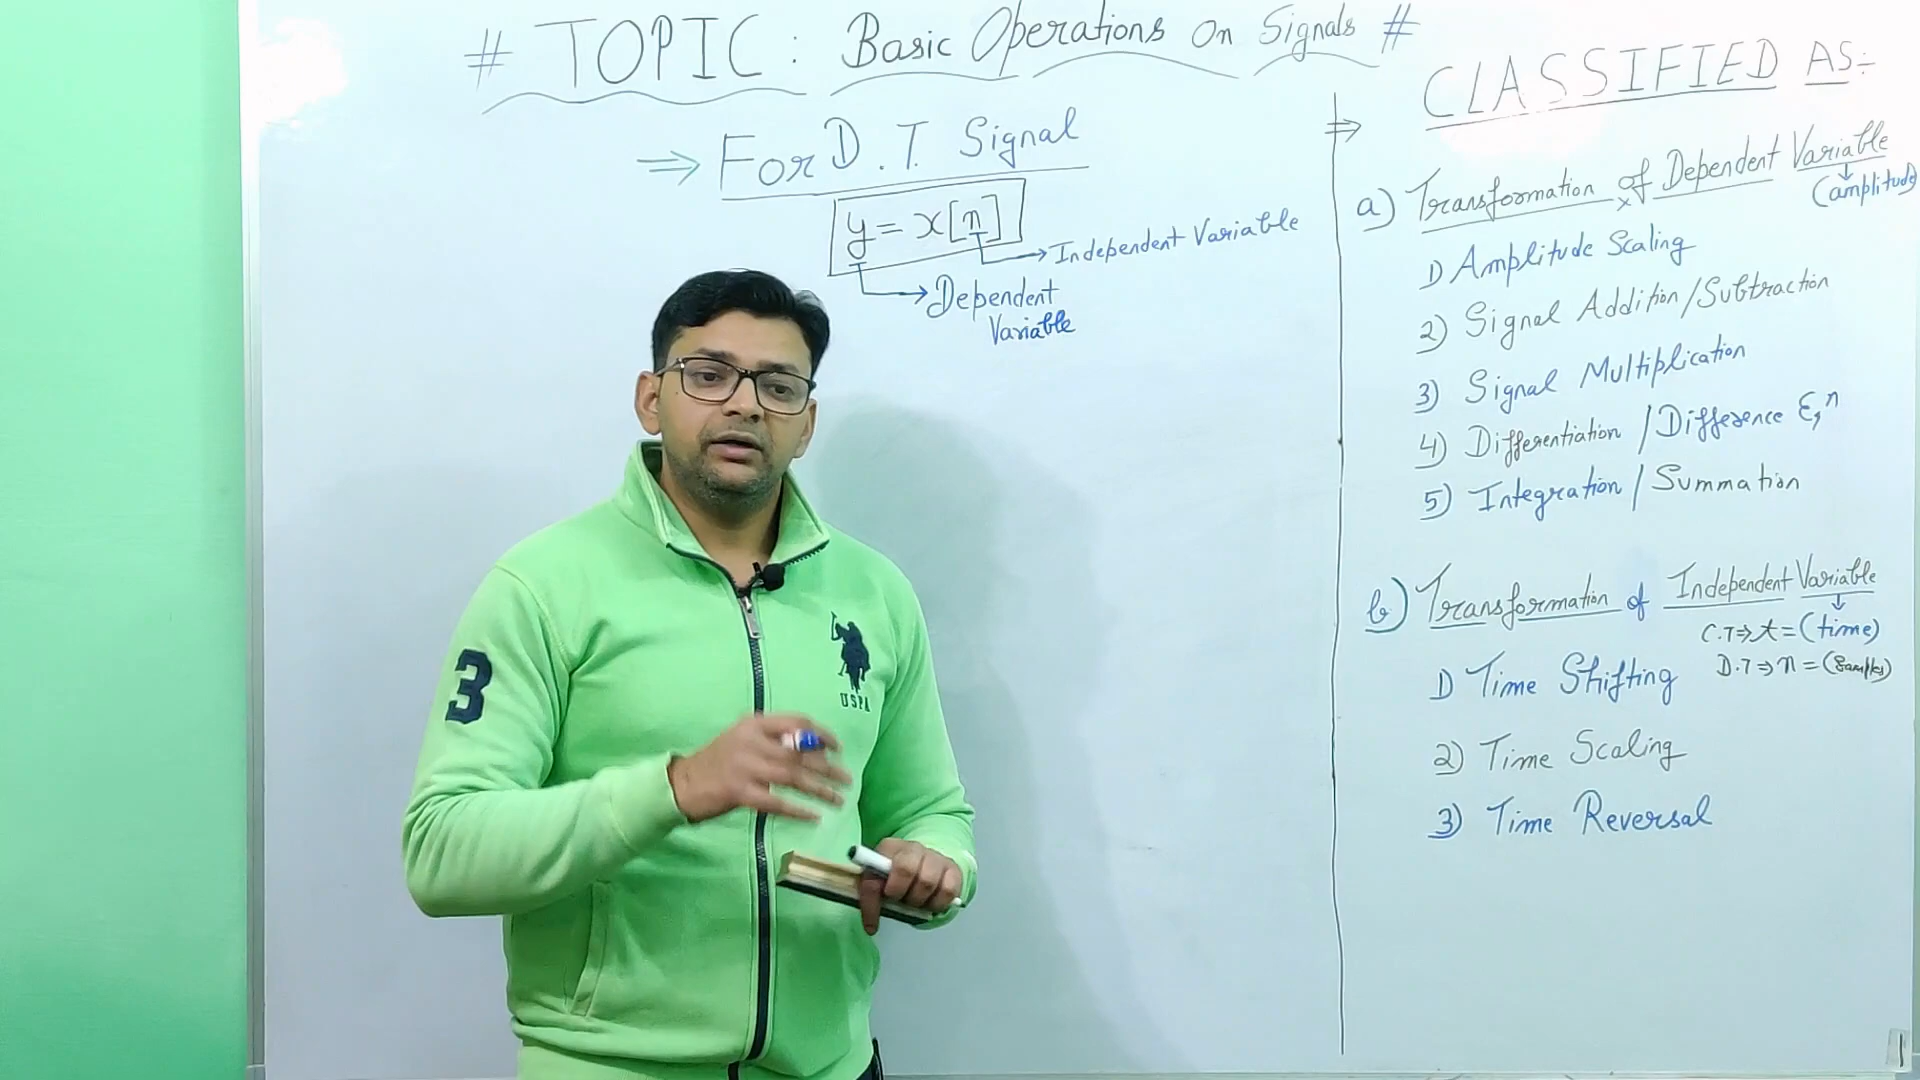 # TOPIC : Basic Operations On Signals #
⇒ For D.T. Signal
y = x[n]
→ Independent Variable
→ Dependent
Variable
⇒ CLASSIFIED AS:-
a) Transformation of Dependent Variable
↓
(amplitude)
1) Amplitude Scaling
2) Signal Addition/Subtraction
3) Signal Multiplication
4) Differentiation / Difference
5) Integration / Summation
b) Transformation of Independent Variable
↓
C.T ⇒ t = (time)
D.T ⇒ n = (Samples)
1) Time Shifting
2) Time Scaling
3) Time Reversal
3
USPA
1